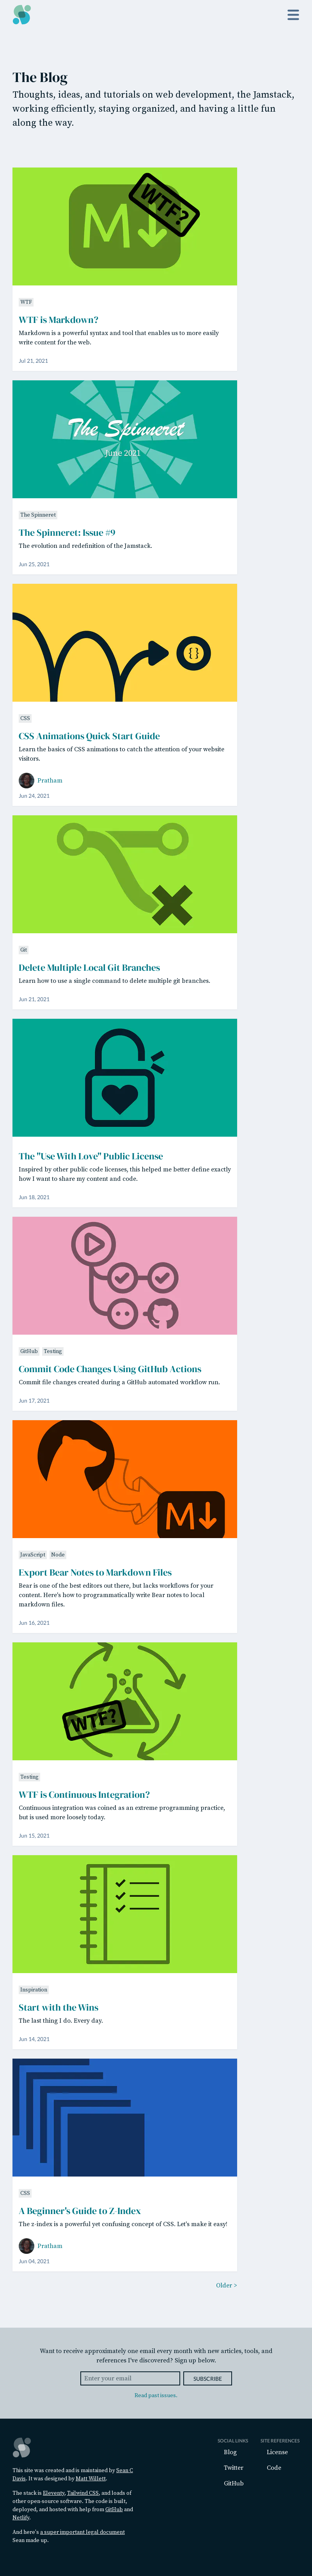 The Blog
Thoughts, ideas, and tutorials on web development, the Jamstack,
working efficiently, staying organized, and having a little fun
along the way.
M
WTF?
WTF
WTF is Markdown?
Markdown is a powerful syntax and tool that enables us to more easily
write content for the web.
Jul 21, 2021
The Spinneret
June 2021
The Spinneret
The Spinneret: Issue #9
The evolution and redefinition of the Jamstack.
Jun 25, 2021
{ }
CSS
CSS Animations Quick Start Guide
Learn the basics of CSS animations to catch the attention of your website
visitors.
Pratham
Jun 24, 2021
Git
Delete Multiple Local Git Branches
Learn how to use a single command to delete multiple git branches.
Jun 21, 2021
The "Use With Love" Public License
Inspired by other public code licenses, this helped me better define exactly
how I want to share my content and code.
Jun 18, 2021
GitHub Testing
Commit Code Changes Using GitHub Actions
Commit file changes created during a GitHub automated workflow run.
Jun 17, 2021
M
JavaScript Node
Export Bear Notes to Markdown Files
Bear is one of the best editors out there, but lacks workflows for your
content. Here's how to programmatically write Bear notes to local
markdown files.
Jun 16, 2021
WTF?
Testing
WTF is Continuous Integration?
Continuous integration was coined as an extreme programming practice,
but is used more loosely today.
Jun 15, 2021
Inspiration
Start with the Wins
The last thing I do. Every day.
Jun 14, 2021
CSS
A Beginner's Guide to Z-Index
The z-index is a powerful yet confusing concept of CSS. Let's make it easy!
Pratham
Jun 04, 2021
Older >
Want to receive approximately one email every month with new articles, tools, and
references I've discovered? Sign up below.
Enter your email
SUBSCRIBE
Read past issues.
This site was created and is maintained by Sean C
Davis. It was designed by Matt Willett.
The stack is Eleventy, Tailwind CSS, and loads of
other open-source software. The code is built,
deployed, and hosted with help from GitHub and
Netlify.
And here's a super important legal document
Sean made up.
SOCIAL LINKS
Blog
Twitter
GitHub
SITE REFERENCES
License
Code